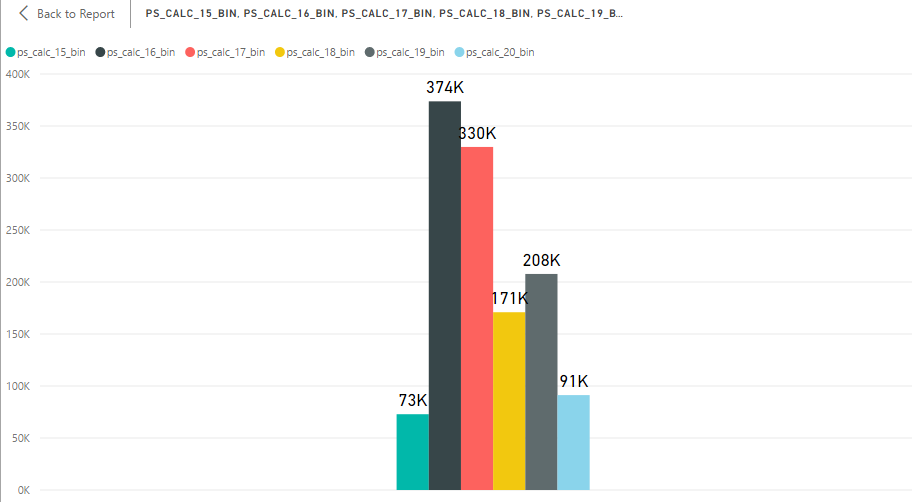 Back to Report PS_CALC_15_BIN, PS_CALC_16_BIN, PS_CALC_17_BIN, PS_CALC_18_BIN, PS_CALC_19_B...
ps_calc_15_bin ps_calc_16_bin ps_calc_17_bin ps_calc_18_bin ps_calc_19_bin ps_calc_20_bin
400K
374K
350K
330K
300K
250K
208K
200K
171K
150K
100K
91K
73K
50K
0K